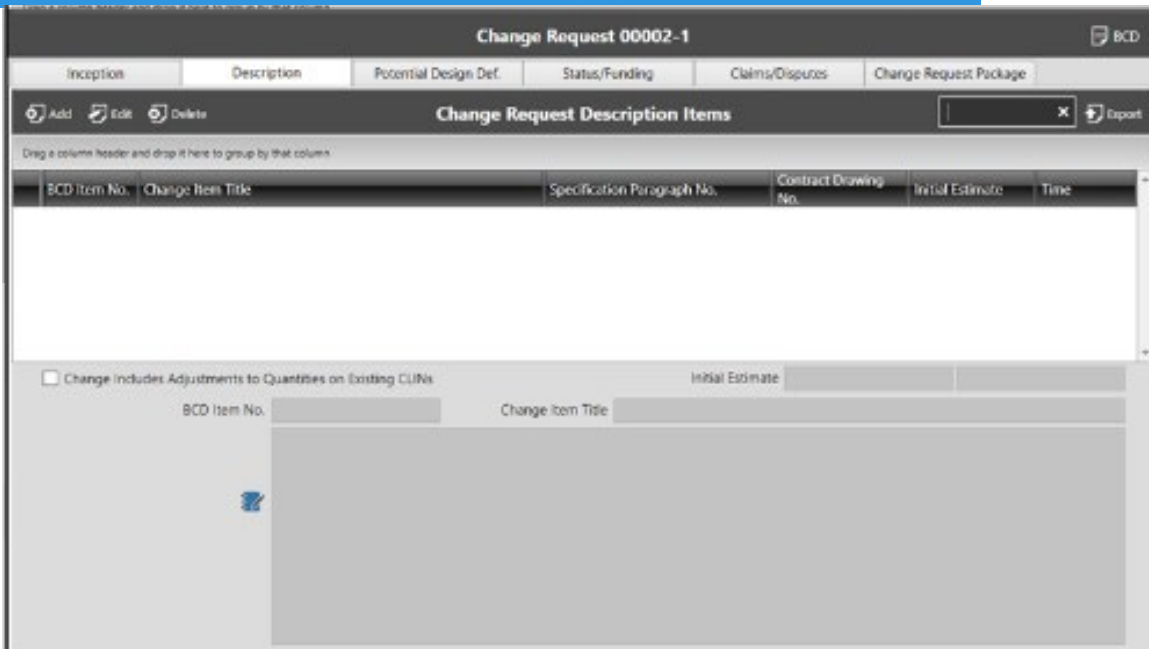 Change Request 00002-1
BCD
Inception Description Potential Design Def. Status/Funding Claims/Disputes Change Request Package
Add Edit Delete Change Request Description Items Export
Drag a column header and drop it here to group by that column
BCD Item No. Change Item Title Specification Paragraph No. Contract Drawing No. Initial Estimate Time
Change Includes Adjustments to Quantities on Existing CLINs Initial Estimate
BCD Item No. Change Item Title